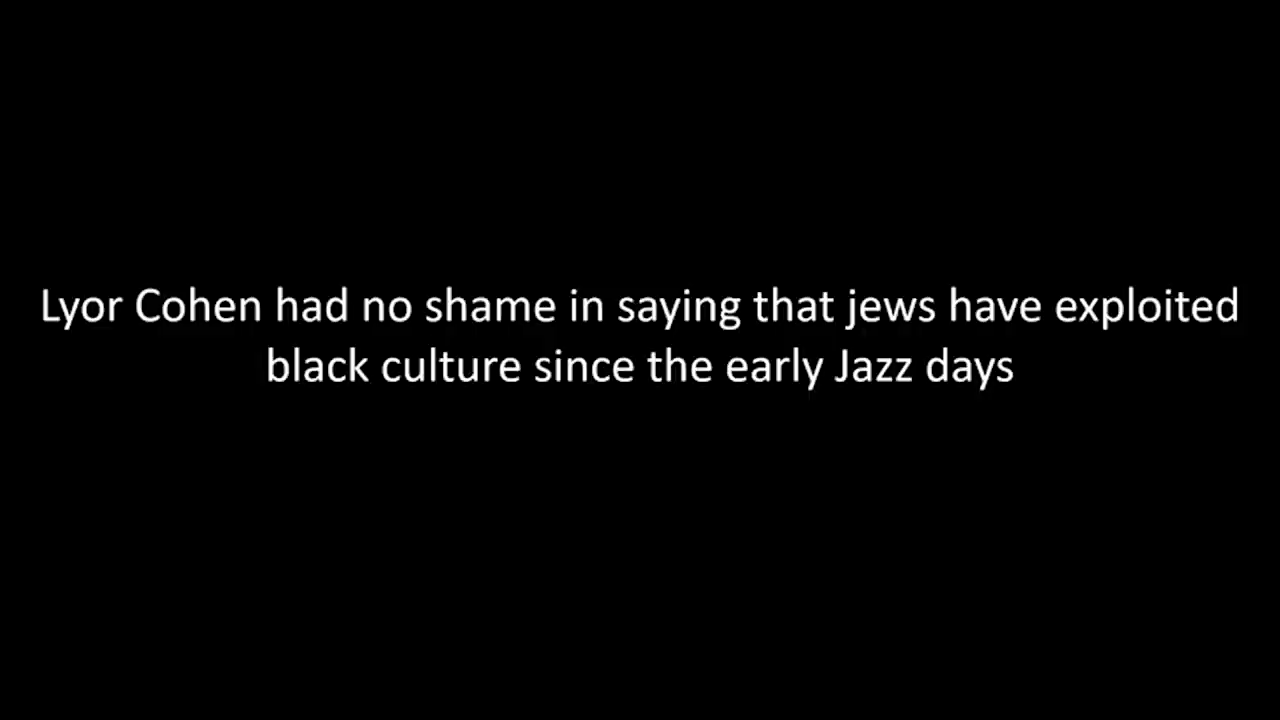 Lyor Cohen had no shame in saying that jews have exploited
black culture since the early Jazz days